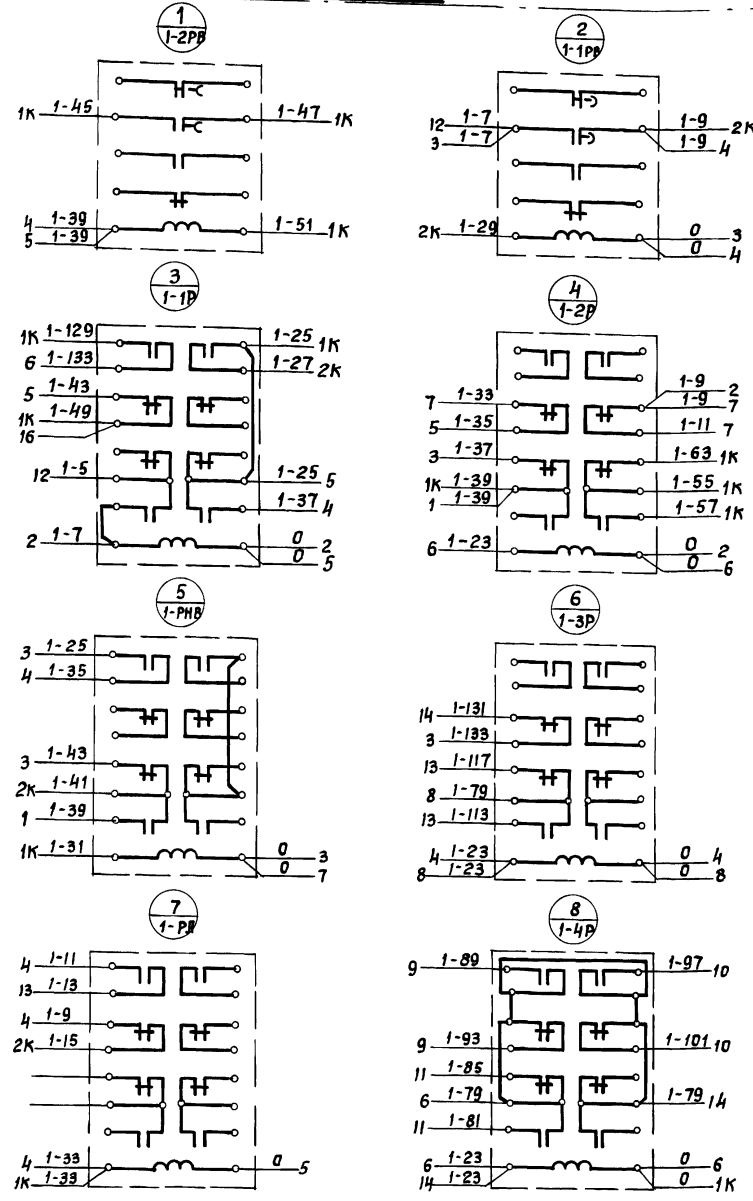 1
1-2РВ
1К 1-45 1-47 1К
4 1-39
5 1-39
1-51 1К
2
1-1РВ
12 1-7 1-9 2К
3 1-7 1-9 4
2К 1-29 0 3
0 4
3
1-1Р
1К 1-129 1-25 1К
6 1-133 1-27 2К
5 1-43
1К 1-49
16
12 1-5 1-25 5
1-37 4
2 1-7 0 2
0 5
4
1-2Р
7 1-33 1-9 2
1-9 7
5 1-35 1-11 7
3 1-37 1-63 1К
1К 1-39 1-55 1К
1 1-39
1-57 1К
6 1-23 0 2
0 6
5
1-РНВ
3 1-25
4 1-35
3 1-43
2К 1-41
1 1-39
1К 1-31 0 3
0 7
6
1-3Р
14 1-131
3 1-133
13 1-117
8 1-79
13 1-113
4 1-23 0 4
8 1-23 0 8
7
1-РЛ
4 1-11
13 1-13
4 1-9
2К 1-15
4 1-33 0 5
1К 1-33
8
1-4Р
9 1-89 1-97 10
9 1-93 1-101 10
11 1-85
6 1-79 1-79 14
11 1-81
6 1-23 0 6
14 1-23 0 1К